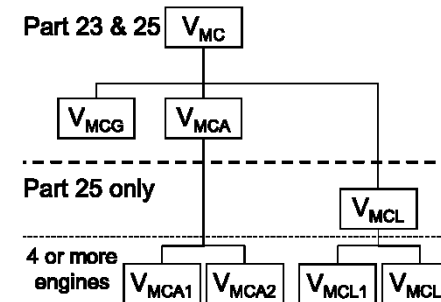 Part 23 & 25
VMC
VMCG
VMCA
Part 25 only
VMCL
4 or more
engines
VMCA1
VMCA2
VMCL1
VMCL